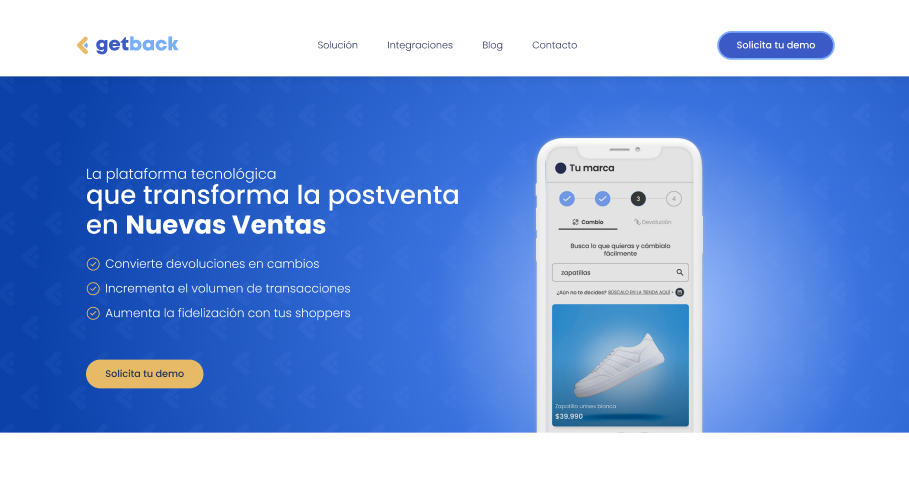 getback
Solución
Integraciones
Blog
Contacto
Solicita tu demo
La plataforma tecnológica
que transforma la postventa
en Nuevas Ventas
Convierte devoluciones en cambios
Incrementa el volumen de transacciones
Aumenta la fidelización con tus shoppers
Solicita tu demo
Tu marca
3
4
Cambio
Devolución
Busca lo que quieras y cámbialo
fácilmente
zapatillas
¿Aún no te decides? BÚSCALO EN LA TIENDA AQUÍ
Zapatilla unisex blanca
$39.990